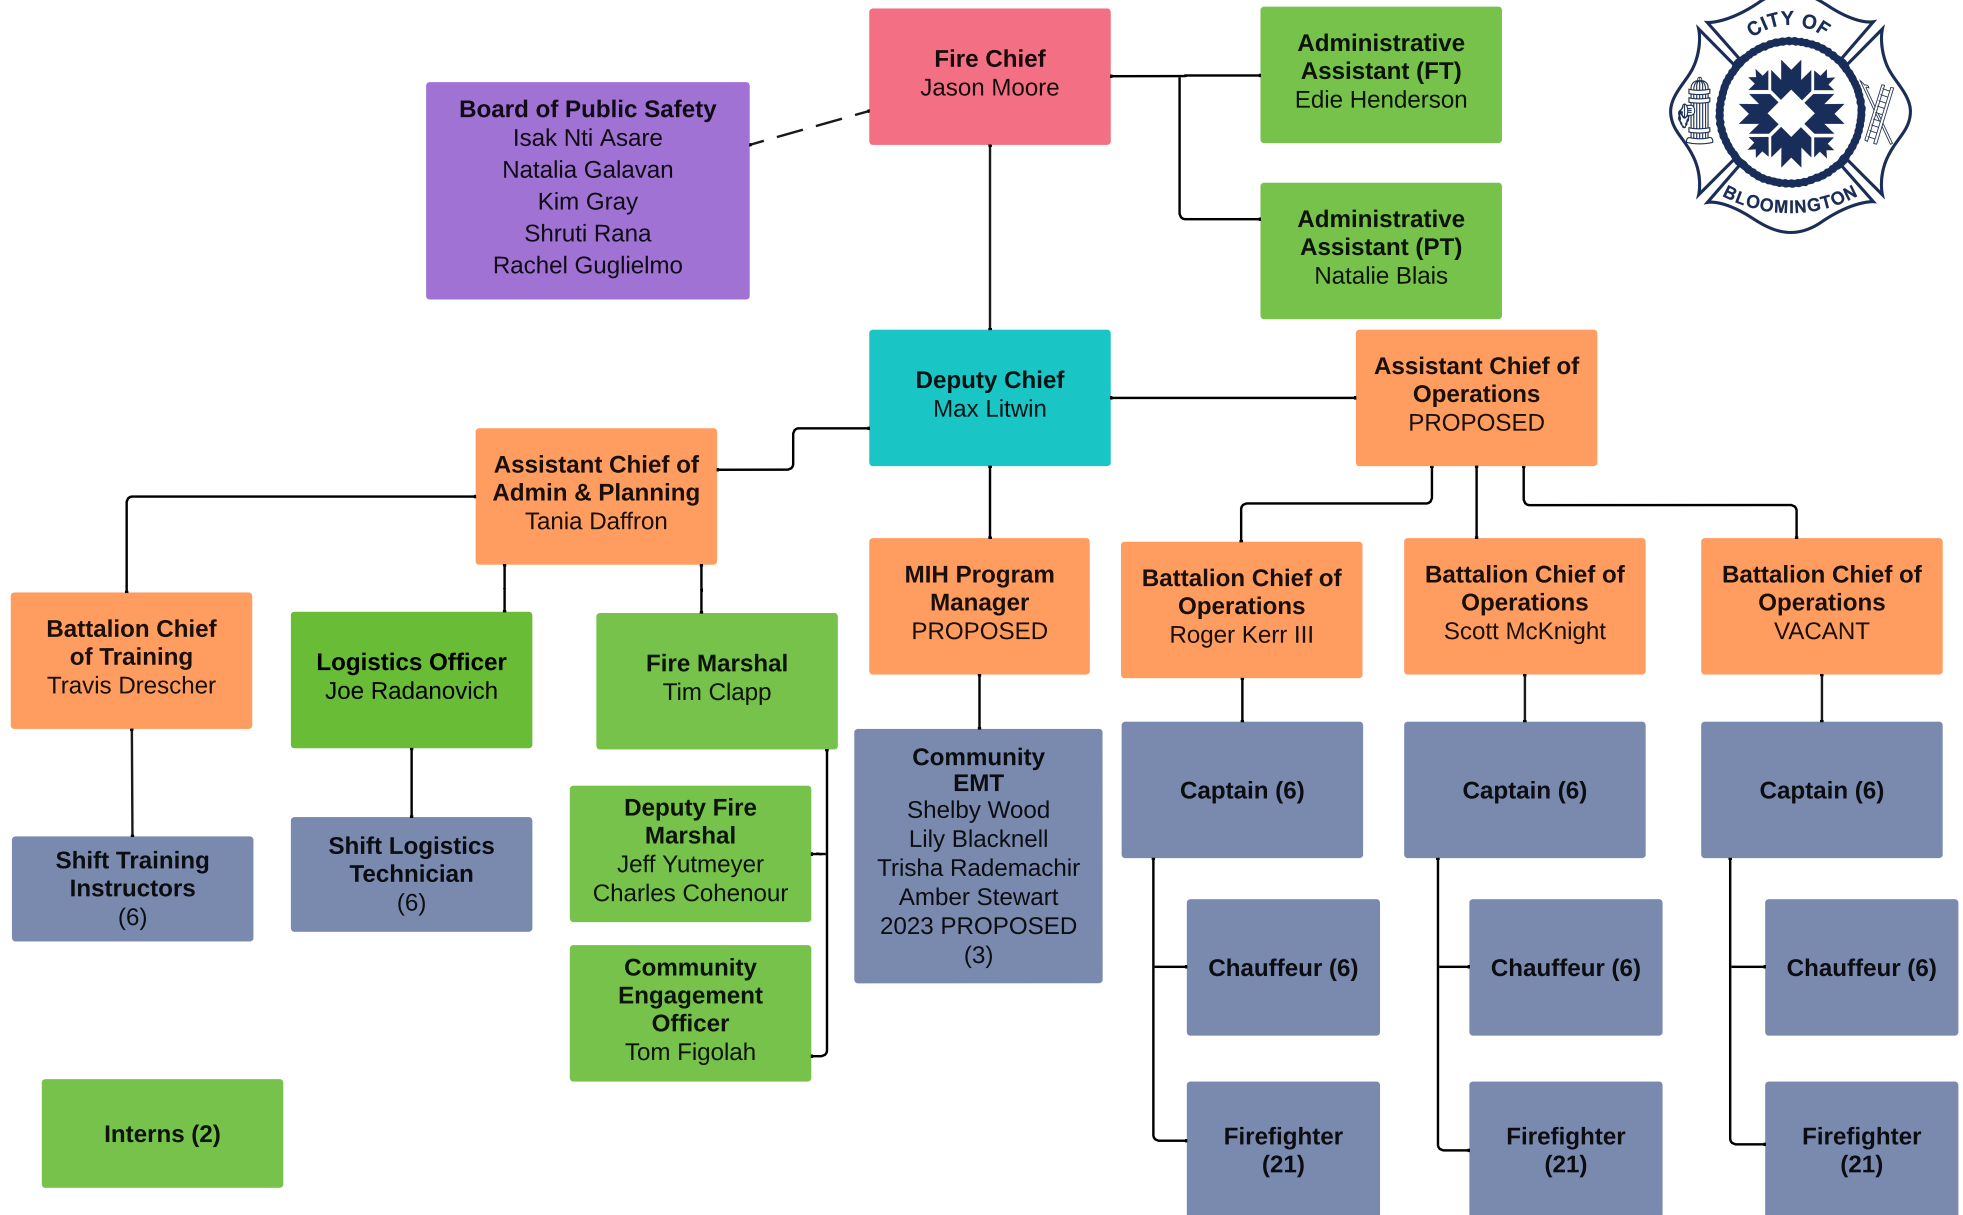 CITY OF
BLOOMINGTON
Fire Chief
Jason Moore
Administrative
Assistant (FT)
Edie Henderson
Board of Public Safety
Isak Nti Asare
Natalia Galavan
Kim Gray
Shruti Rana
Rachel Guglielmo
Administrative
Assistant (PT)
Natalie Blais
Deputy Chief
Max Litwin
Assistant Chief of
Operations
PROPOSED
Assistant Chief of
Admin & Planning
Tania Daffron
Battalion Chief
of Training
Travis Drescher
Logistics Officer
Joe Radanovich
Fire Marshal
Tim Clapp
MIH Program
Manager
PROPOSED
Battalion Chief of
Operations
Roger Kerr III
Battalion Chief of
Operations
Scott McKnight
Battalion Chief of
Operations
VACANT
Shift Training
Instructors
(6)
Shift Logistics
Technician
(6)
Deputy Fire
Marshal
Jeff Yutmeyer
Charles Cohenour
Community
Engagement
Officer
Tom Figolah
Community
EMT
Shelby Wood
Lily Blacknell
Trisha Rademachir
Amber Stewart
2023 PROPOSED
(3)
Captain (6)
Captain (6)
Captain (6)
Chauffeur (6)
Chauffeur (6)
Chauffeur (6)
Interns (2)
Firefighter
(21)
Firefighter
(21)
Firefighter
(21)